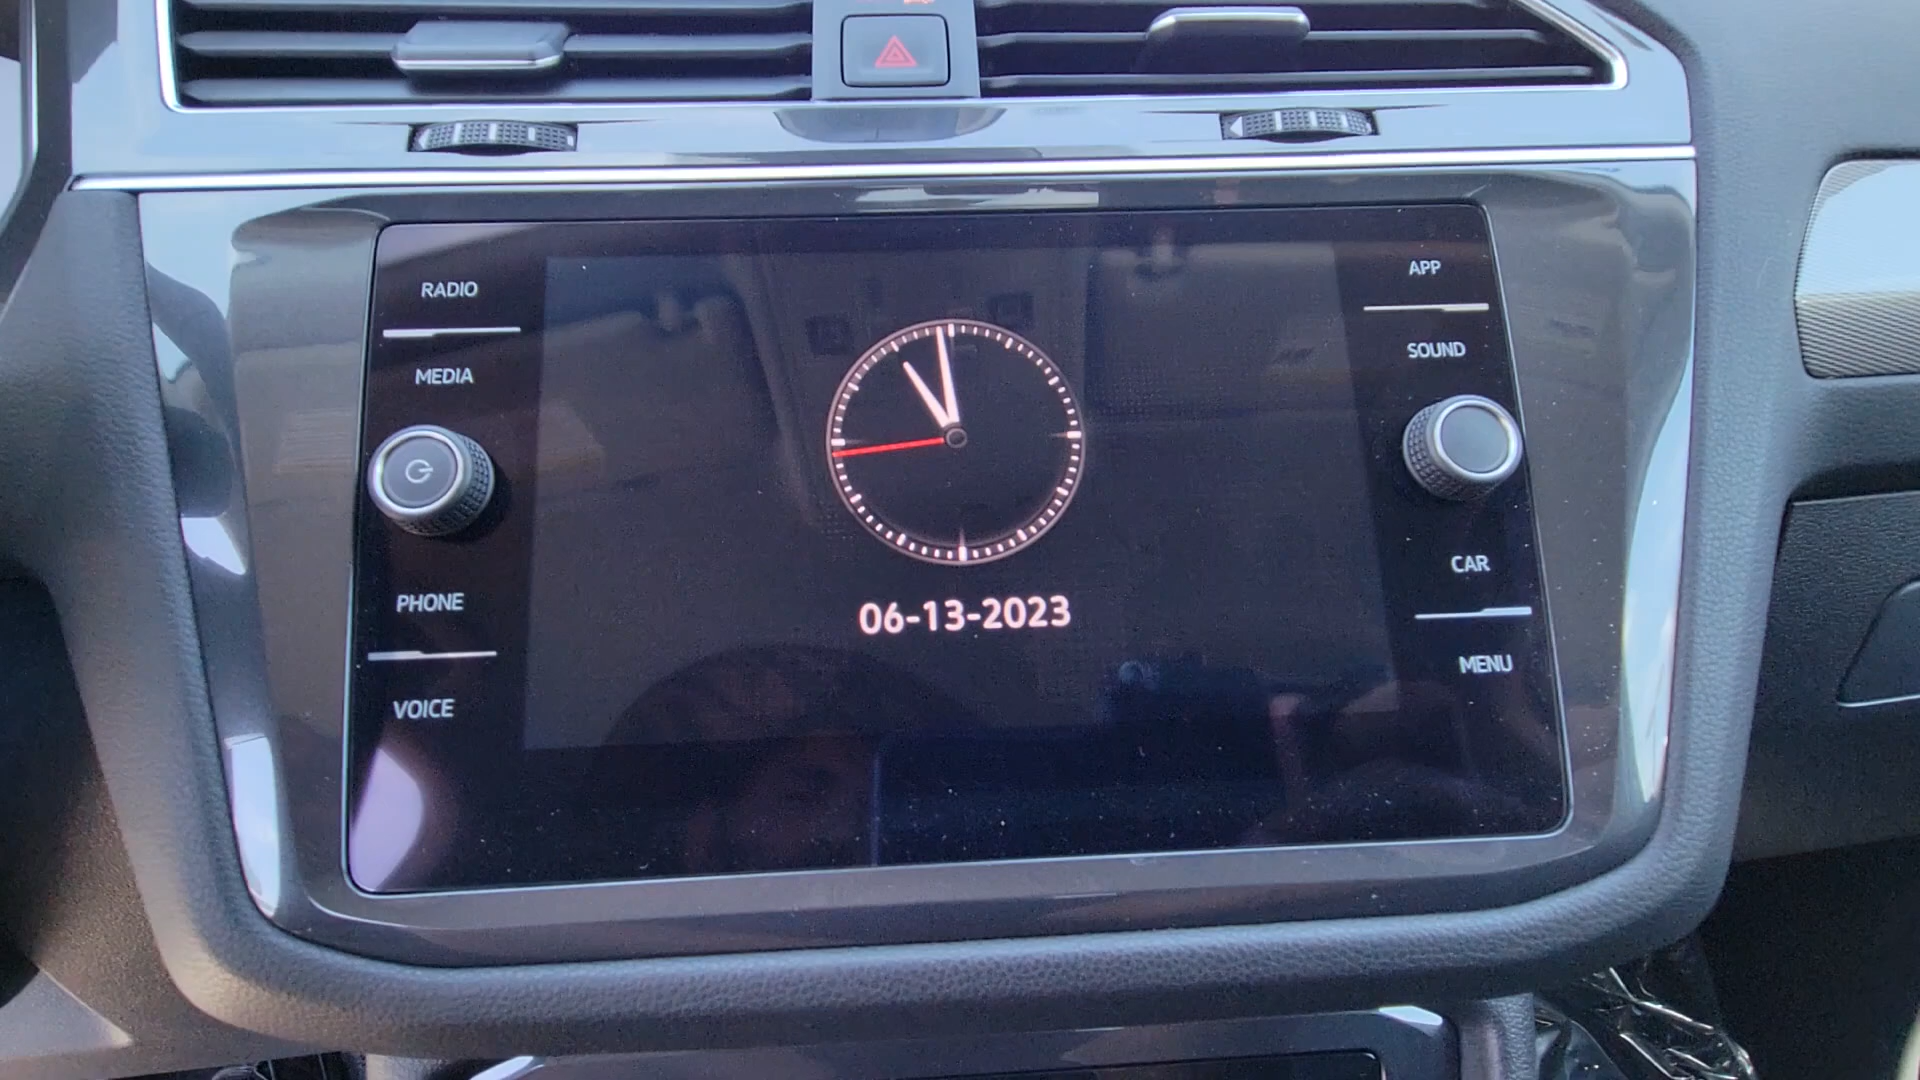 RADIO
MEDIA
PHONE
VOICE
06-13-2023
APP
SOUND
CAR
MENU